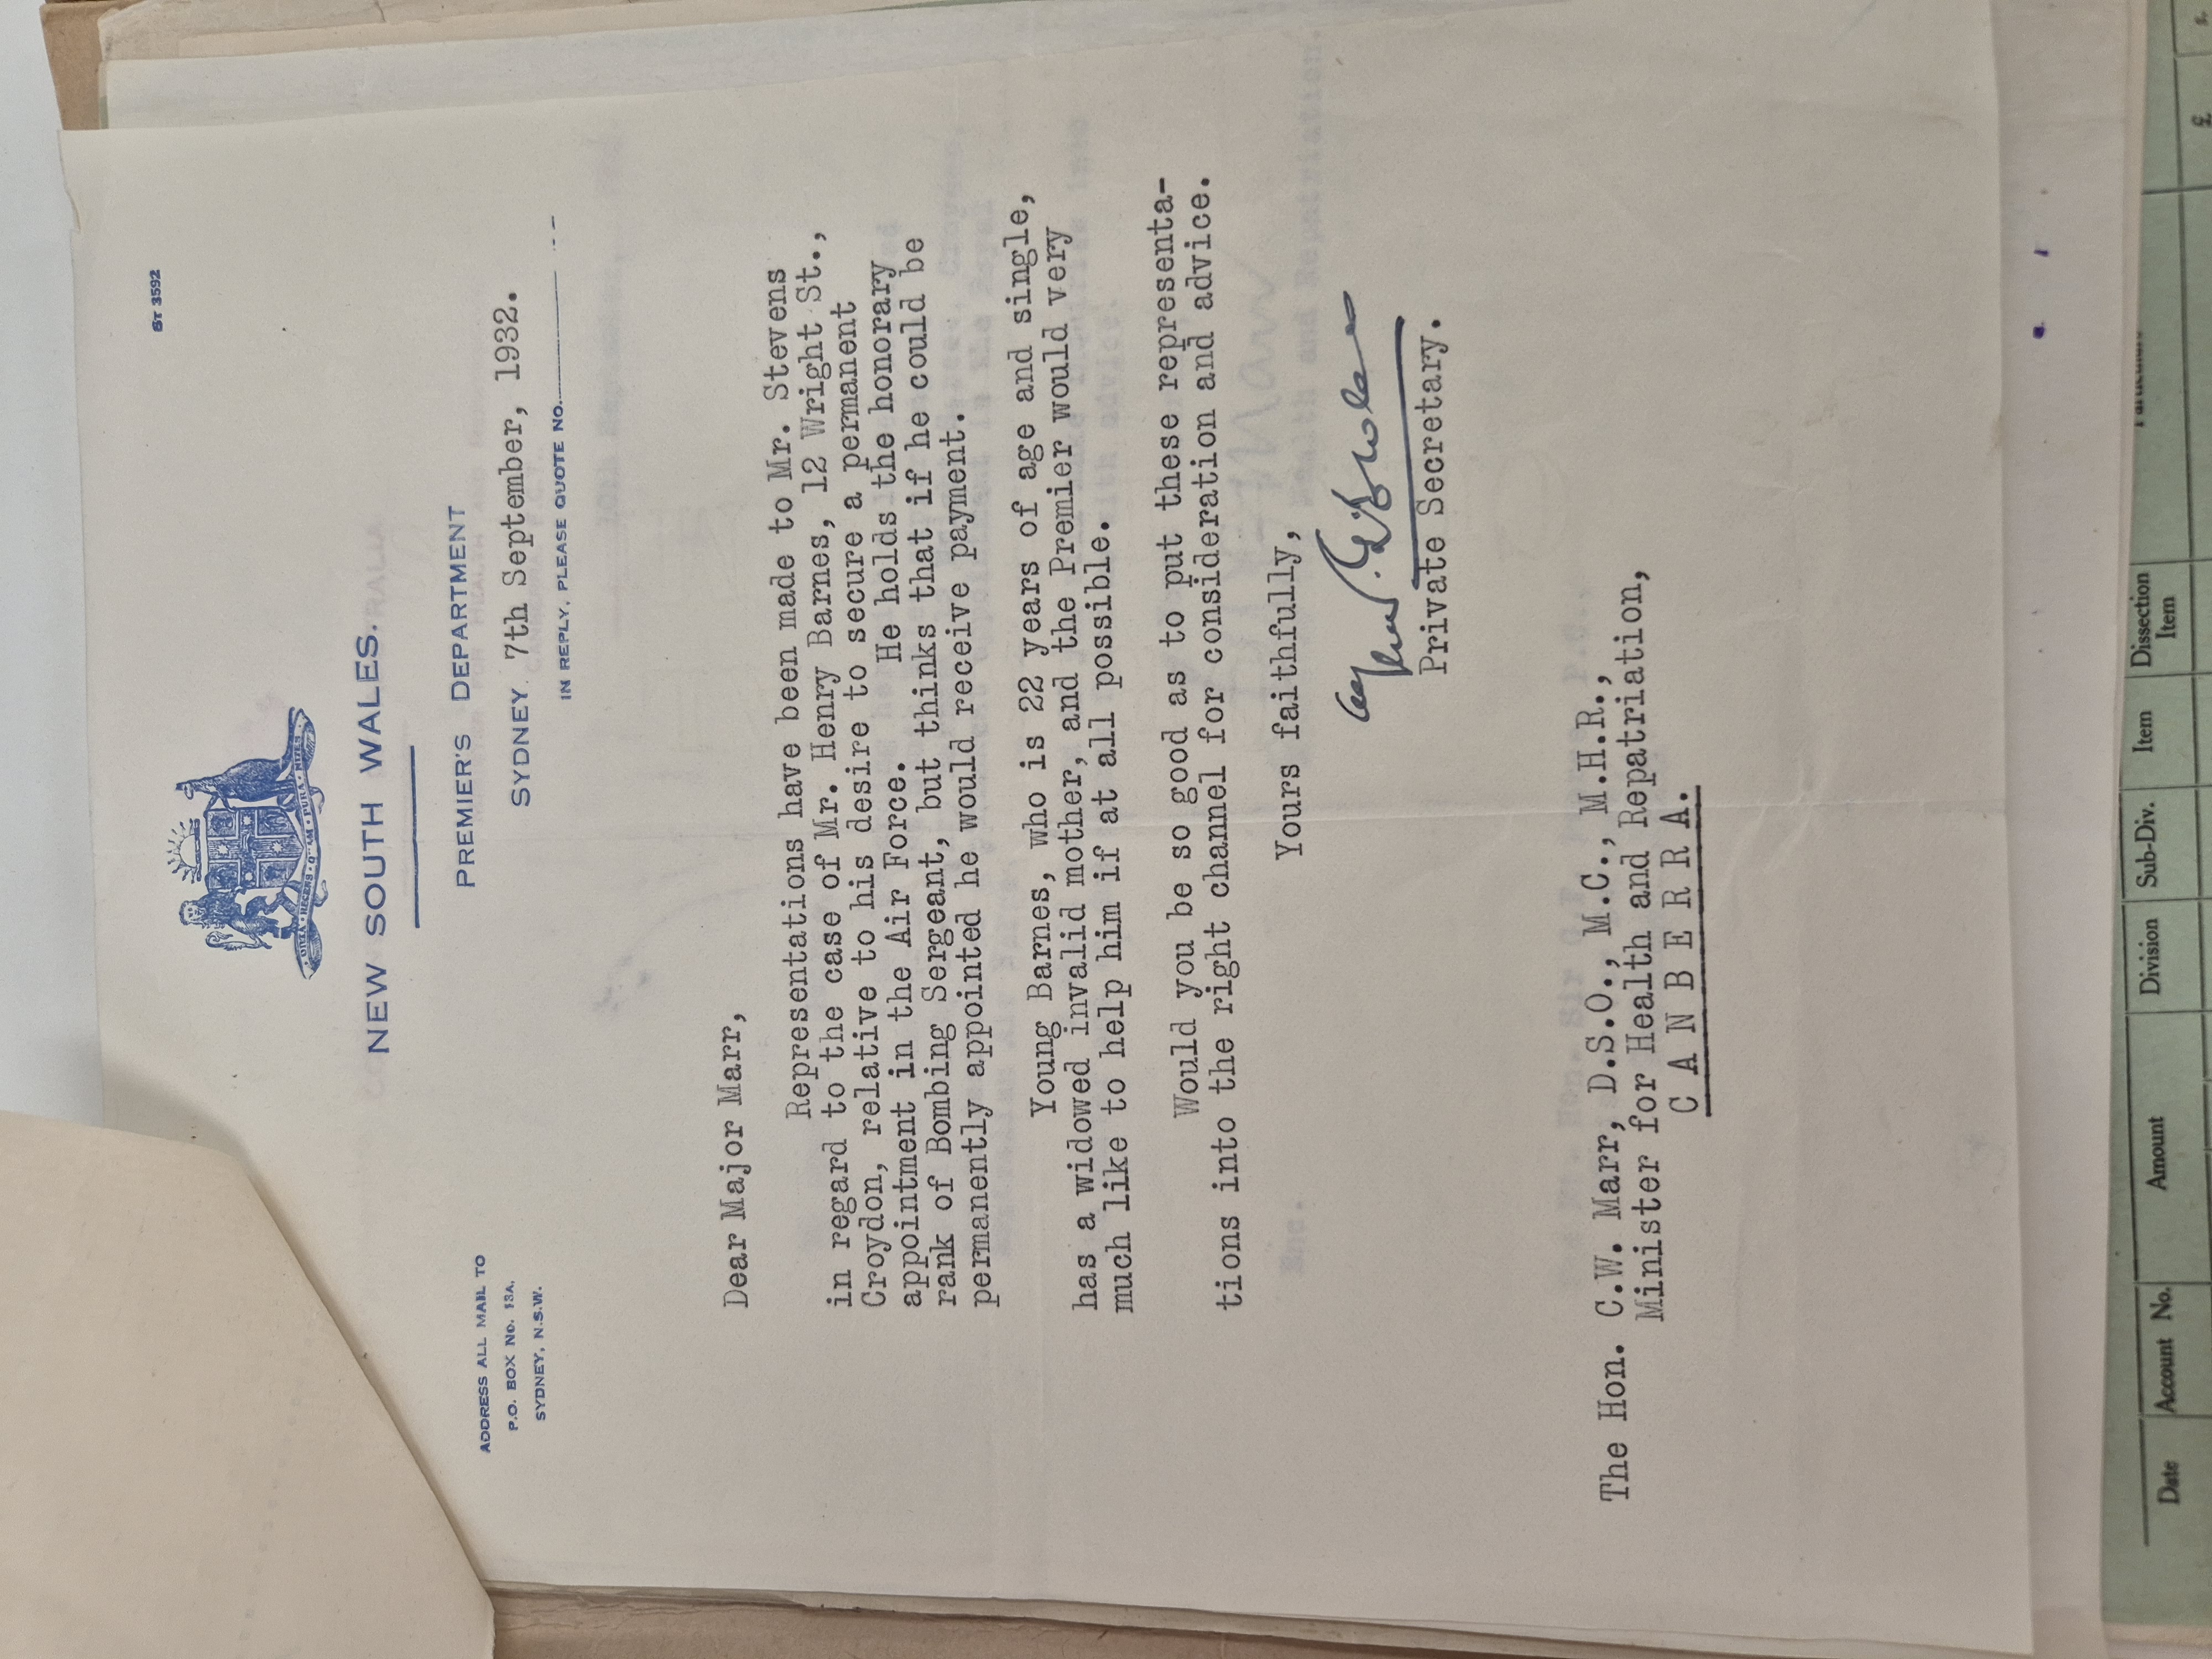 ST 3592
ORTA · RECENS · QUAM · PURA · NITES
NEW SOUTH WALES.
PREMIER'S DEPARTMENT
ADDRESS ALL MAIL TO
P.O. BOX No. 13A,
SYDNEY, N.S.W.
SYDNEY 7th September, 1932.
IN REPLY, PLEASE QUOTE NO.
Dear Major Marr,
Representations have been made to Mr. Stevens
in regard to the case of Mr. Henry Barnes, 12 Wright St.,
Croydon, relative to his desire to secure a permanent
appointment in the Air Force. He holds the honorary
rank of Bombing Sergeant, but thinks that if he could be
permanently appointed he would receive payment.
Young Barnes, who is 22 years of age and single,
has a widowed invalid mother, and the Premier would very
much like to help him if at all possible.
Would you be so good as to put these representa-
tions into the right channel for consideration and advice.
Yours faithfully,
Private Secretary.
The Hon. C.W. Marr, D.S.O., M.C., M.H.R.,
Minister for Health and Repatriation,
C A N B E R R A.
Date Account No. Amount Division Sub-Div. Item Dissection Item Particulars £ s.